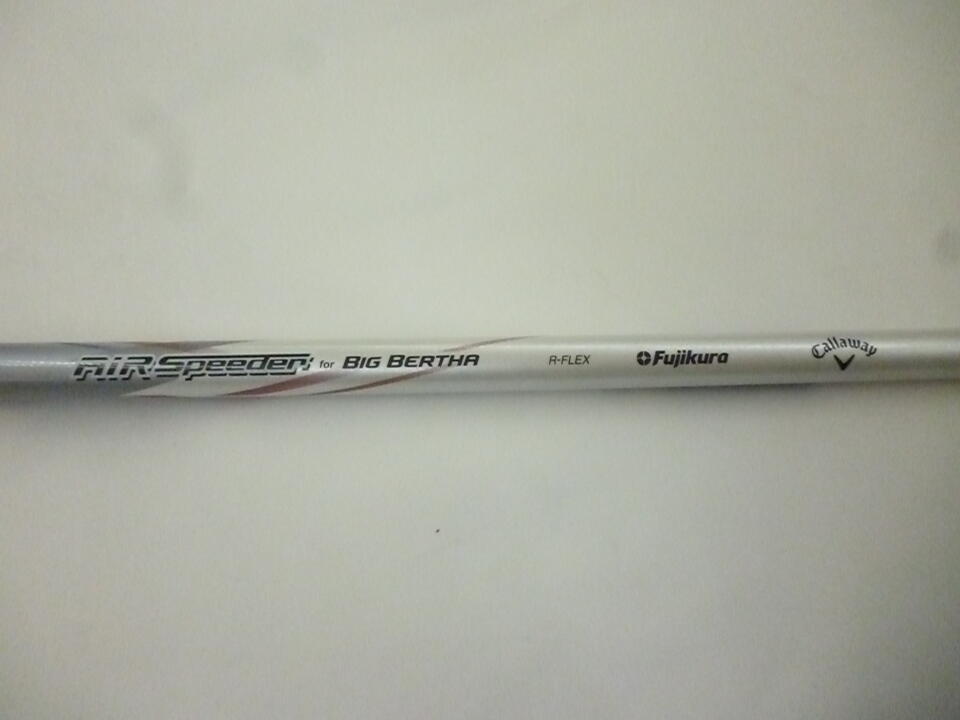 AIR Speeder for BIG BERTHA R-FLEX Fujikura Callaway